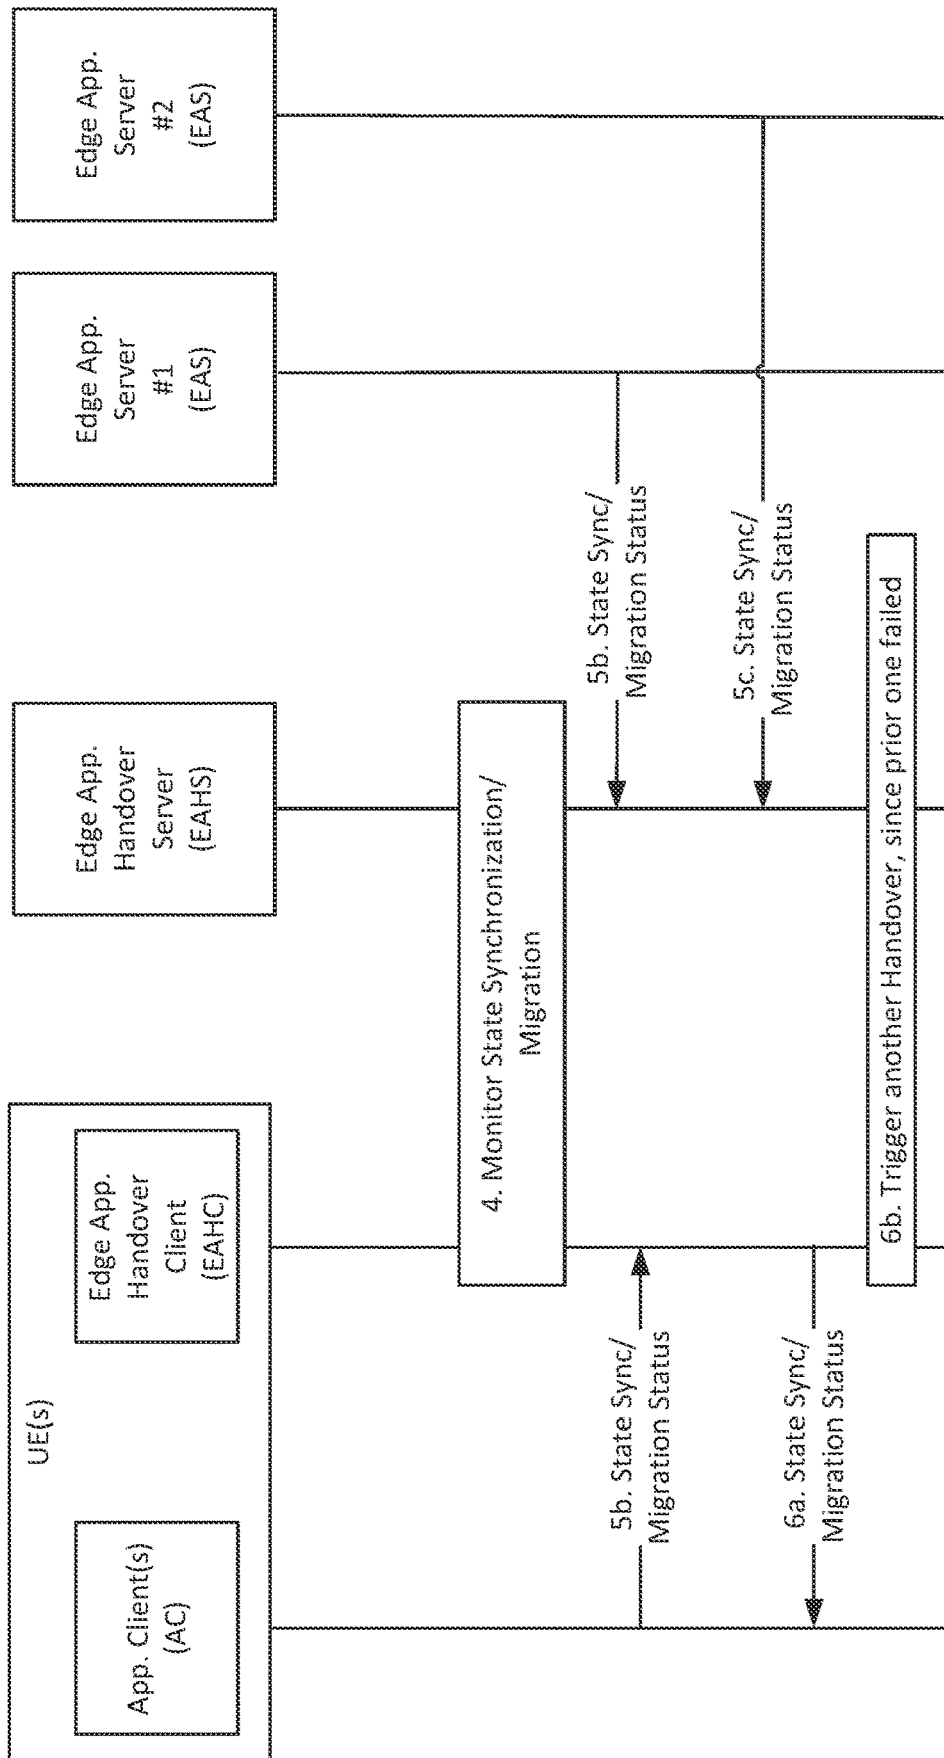 UE(s)
App. Client(s)
(AC)
Edge App.
Handover
Client
(EAHC)
Edge App.
Handover
Server
(EAHS)
Edge App.
Server
#1
(EAS)
Edge App.
Server
#2
(EAS)
4. Monitor State Synchronization/
Migration
5b. State Sync/
Migration Status
5b. State Sync/
Migration Status
5c. State Sync/
Migration Status
6a. State Sync/
Migration Status
6b. Trigger another Handover, since prior one failed